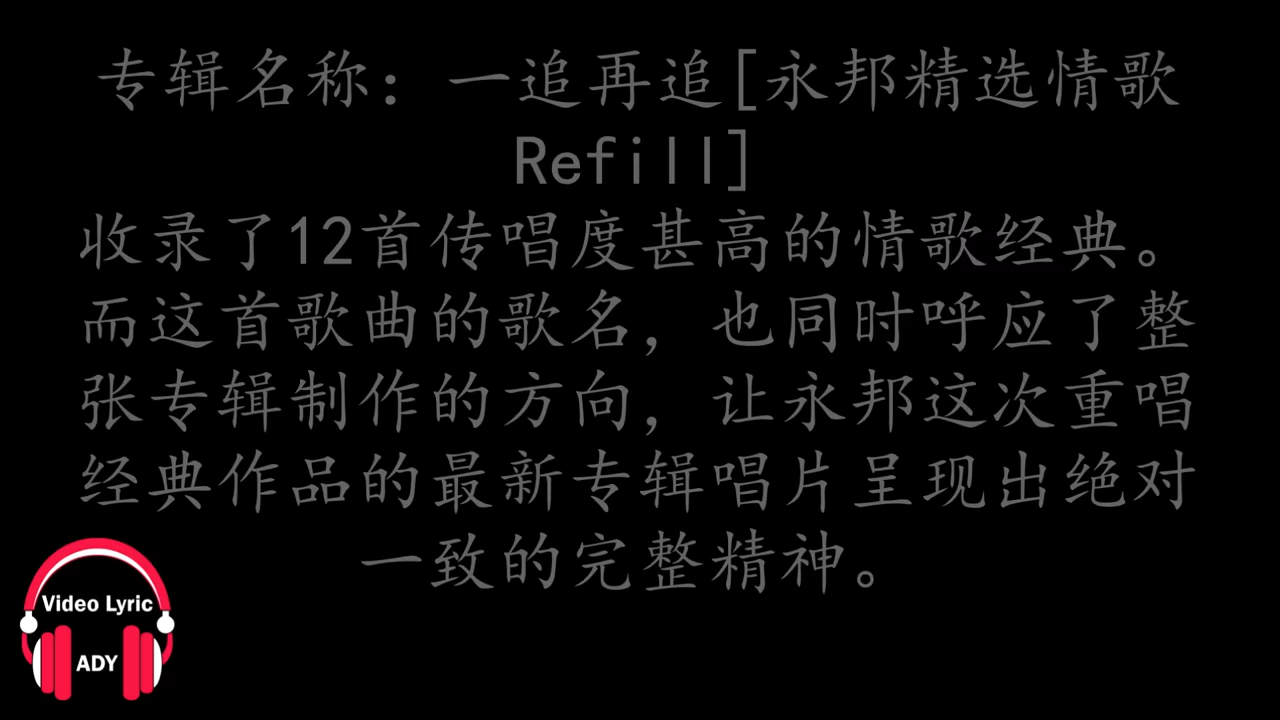 专辑名称：一追再追[永邦精选情歌
Refill]
收录了12首传唱度甚高的情歌经典。
而这首歌曲的歌名，也同时呼应了整
张专辑制作的方向，让永邦这次重唱
经典作品的最新专辑唱片呈现出绝对
一致的完整精神。
Video Lyric
ADY